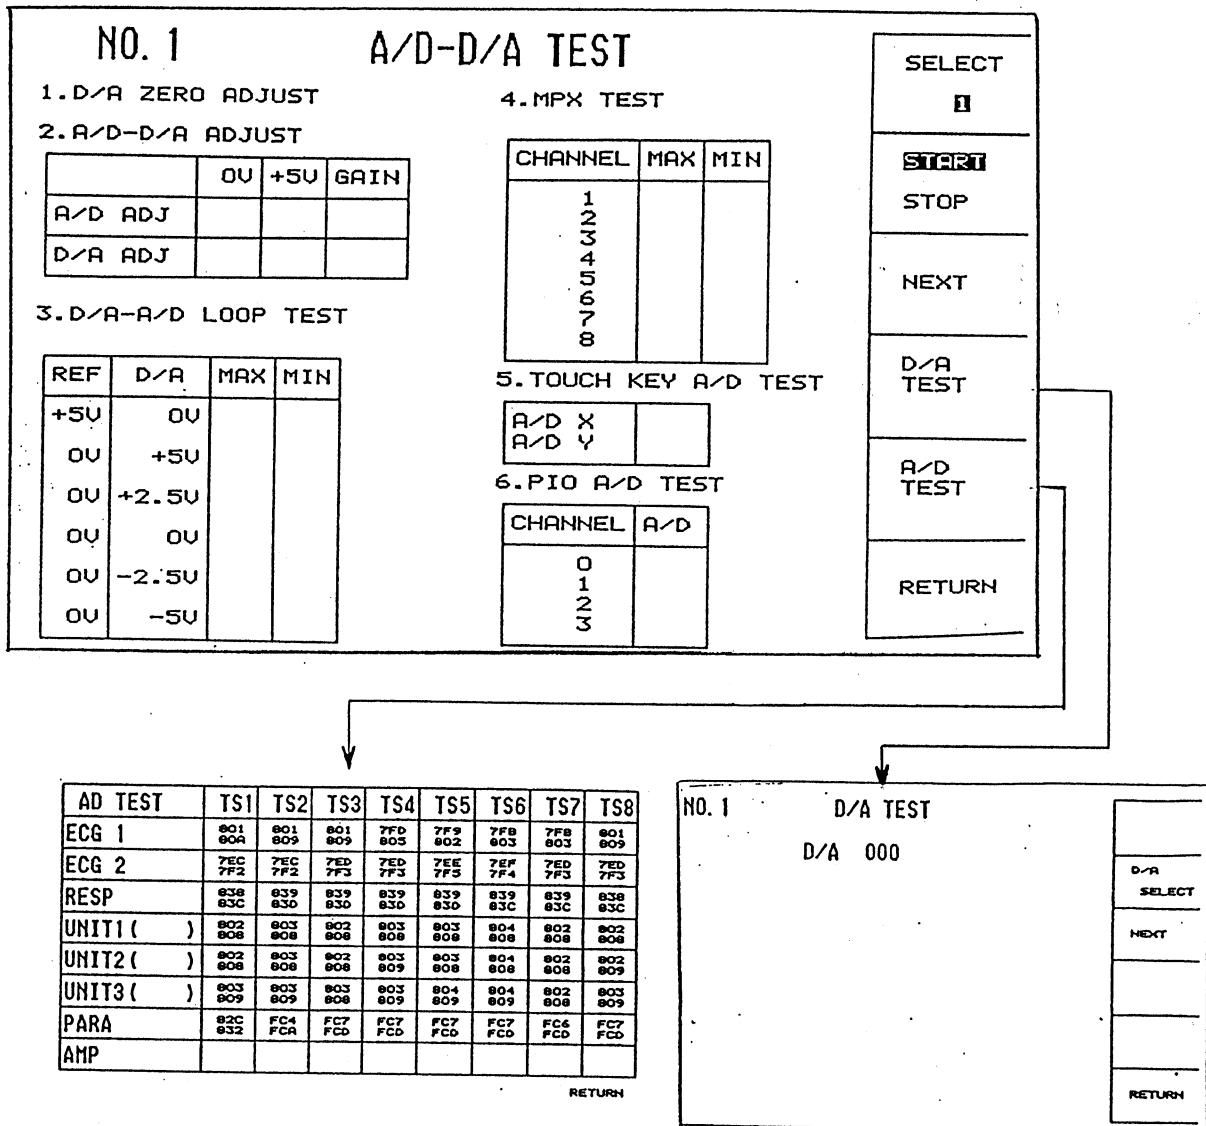 NO. 1 A/D-D/A TEST
1.D/A ZERO ADJUST
2.A/D-D/A ADJUST
0V +5V GAIN
A/D ADJ
D/A ADJ
3.D/A-A/D LOOP TEST
REF D/A MAX MIN
+5V 0V
0V +5V
0V +2.5V
0V 0V
0V -2.5V
0V -5V
4.MPX TEST
CHANNEL MAX MIN
1
2
3
4
5
6
7
8
5.TOUCH KEY A/D TEST
A/D X
A/D Y
6.PIO A/D TEST
CHANNEL A/D
0
1
2
3
SELECT
1
START
STOP
NEXT
D/A
TEST
A/D
TEST
RETURN
AD TEST TS1 TS2 TS3 TS4 TS5 TS6 TS7 TS8
ECG 1 801 801 801 7FD 7F9 7FB 7FB 801
80A 809 809 805 802 803 803 809
ECG 2 7EC 7EC 7ED 7ED 7EE 7EF 7ED 7ED
7F2 7F2 7F3 7F3 7F5 7F4 7F3 7F3
RESP 838 839 839 839 839 839 839 838
83C 83D 83D 83D 83D 83C 83C 83C
UNIT1( ) 802 803 802 803 803 804 802 802
808 808 808 808 808 808 808 808
UNIT2( ) 802 803 802 803 803 804 802 802
808 808 808 809 808 808 808 809
UNIT3( ) 803 803 803 803 804 804 802 803
809 809 808 809 809 809 808 809
PARA 82C FC4 FC7 FC7 FC7 FC7 FC6 FC7
832 FCA FCD FCD FCD FCD FCD FCD
AMP
RETURN
NO. 1 D/A TEST
D/A 000
D/A
SELECT
NEXT
RETURN